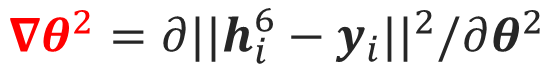 ∇θ² = ∂||h_i^6 − y_i||²/∂θ²